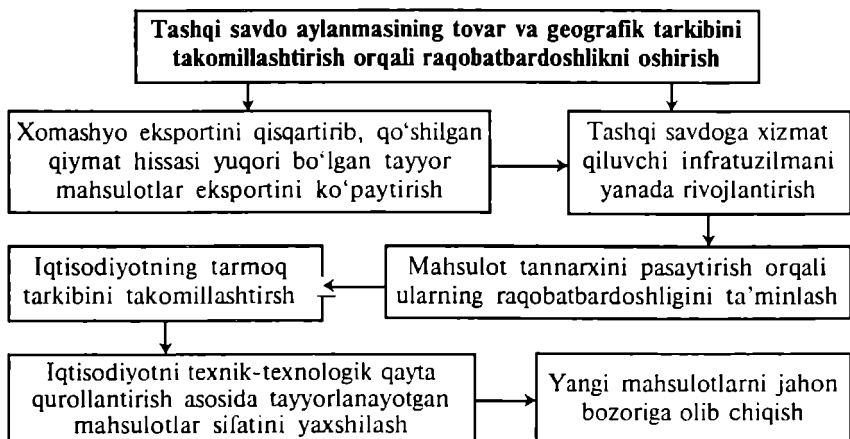 Tashqi savdo aylanmasining tovar va geografik tarkibini
takomillashtirish orqali raqobatbardoshlikni oshirish
Xomashyo eksportini qisqartirib, qo‘shilgan
qiymat hissasi yuqori bo‘lgan tayyor
mahsulotlar eksportini ko‘paytirish
Tashqi savdoga xizmat
qiluvchi infratuzilmani
yanada rivojlantirish
Iqtisodiyotning tarmoq
tarkibini takomillashtirsh
Mahsulot tannarxini pasaytirish orqali
ularning raqobatbardoshligini ta’minlash
Iqtisodiyotni texnik-texnologik qayta
qurollantirish asosida tayyorlanayotgan
mahsulotlar sifatini yaxshilash
Yangi mahsulotlarni jahon
bozoriga olib chiqish